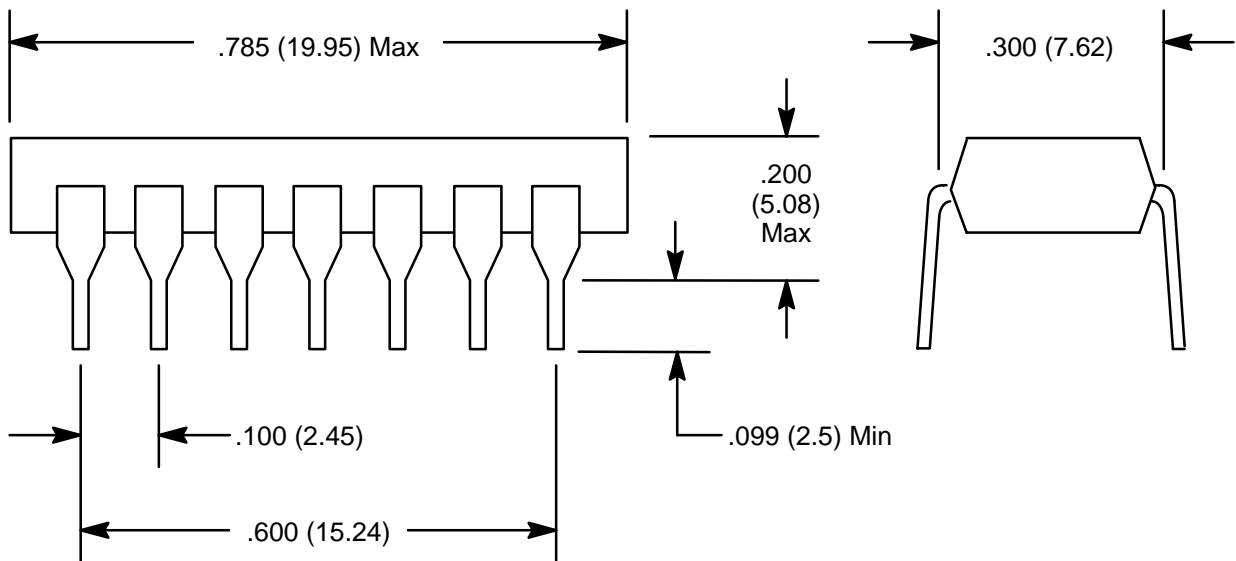 .785 (19.95) Max
.300 (7.62)
.200
(5.08)
Max
.100 (2.45)
.099 (2.5) Min
.600 (15.24)